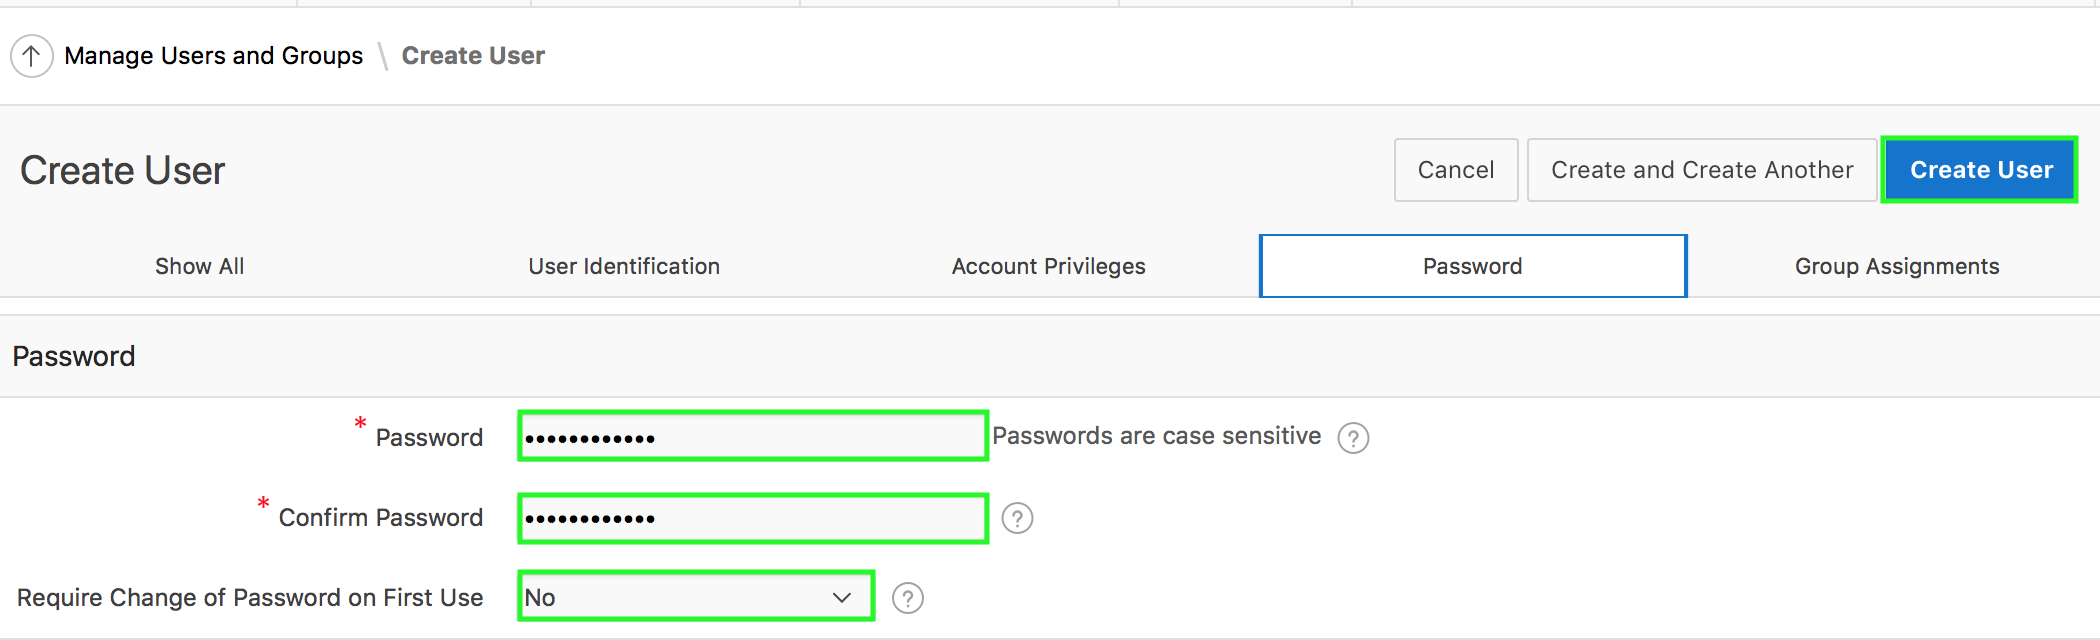 Manage Users and Groups \ Create User
Create User
Cancel
Create and Create Another
Create User
Show All
User Identification
Account Privileges
Password
Group Assignments
Password
* Password
•••••••••••• Passwords are case sensitive ?
* Confirm Password
•••••••••••• ?
Require Change of Password on First Use
No ?